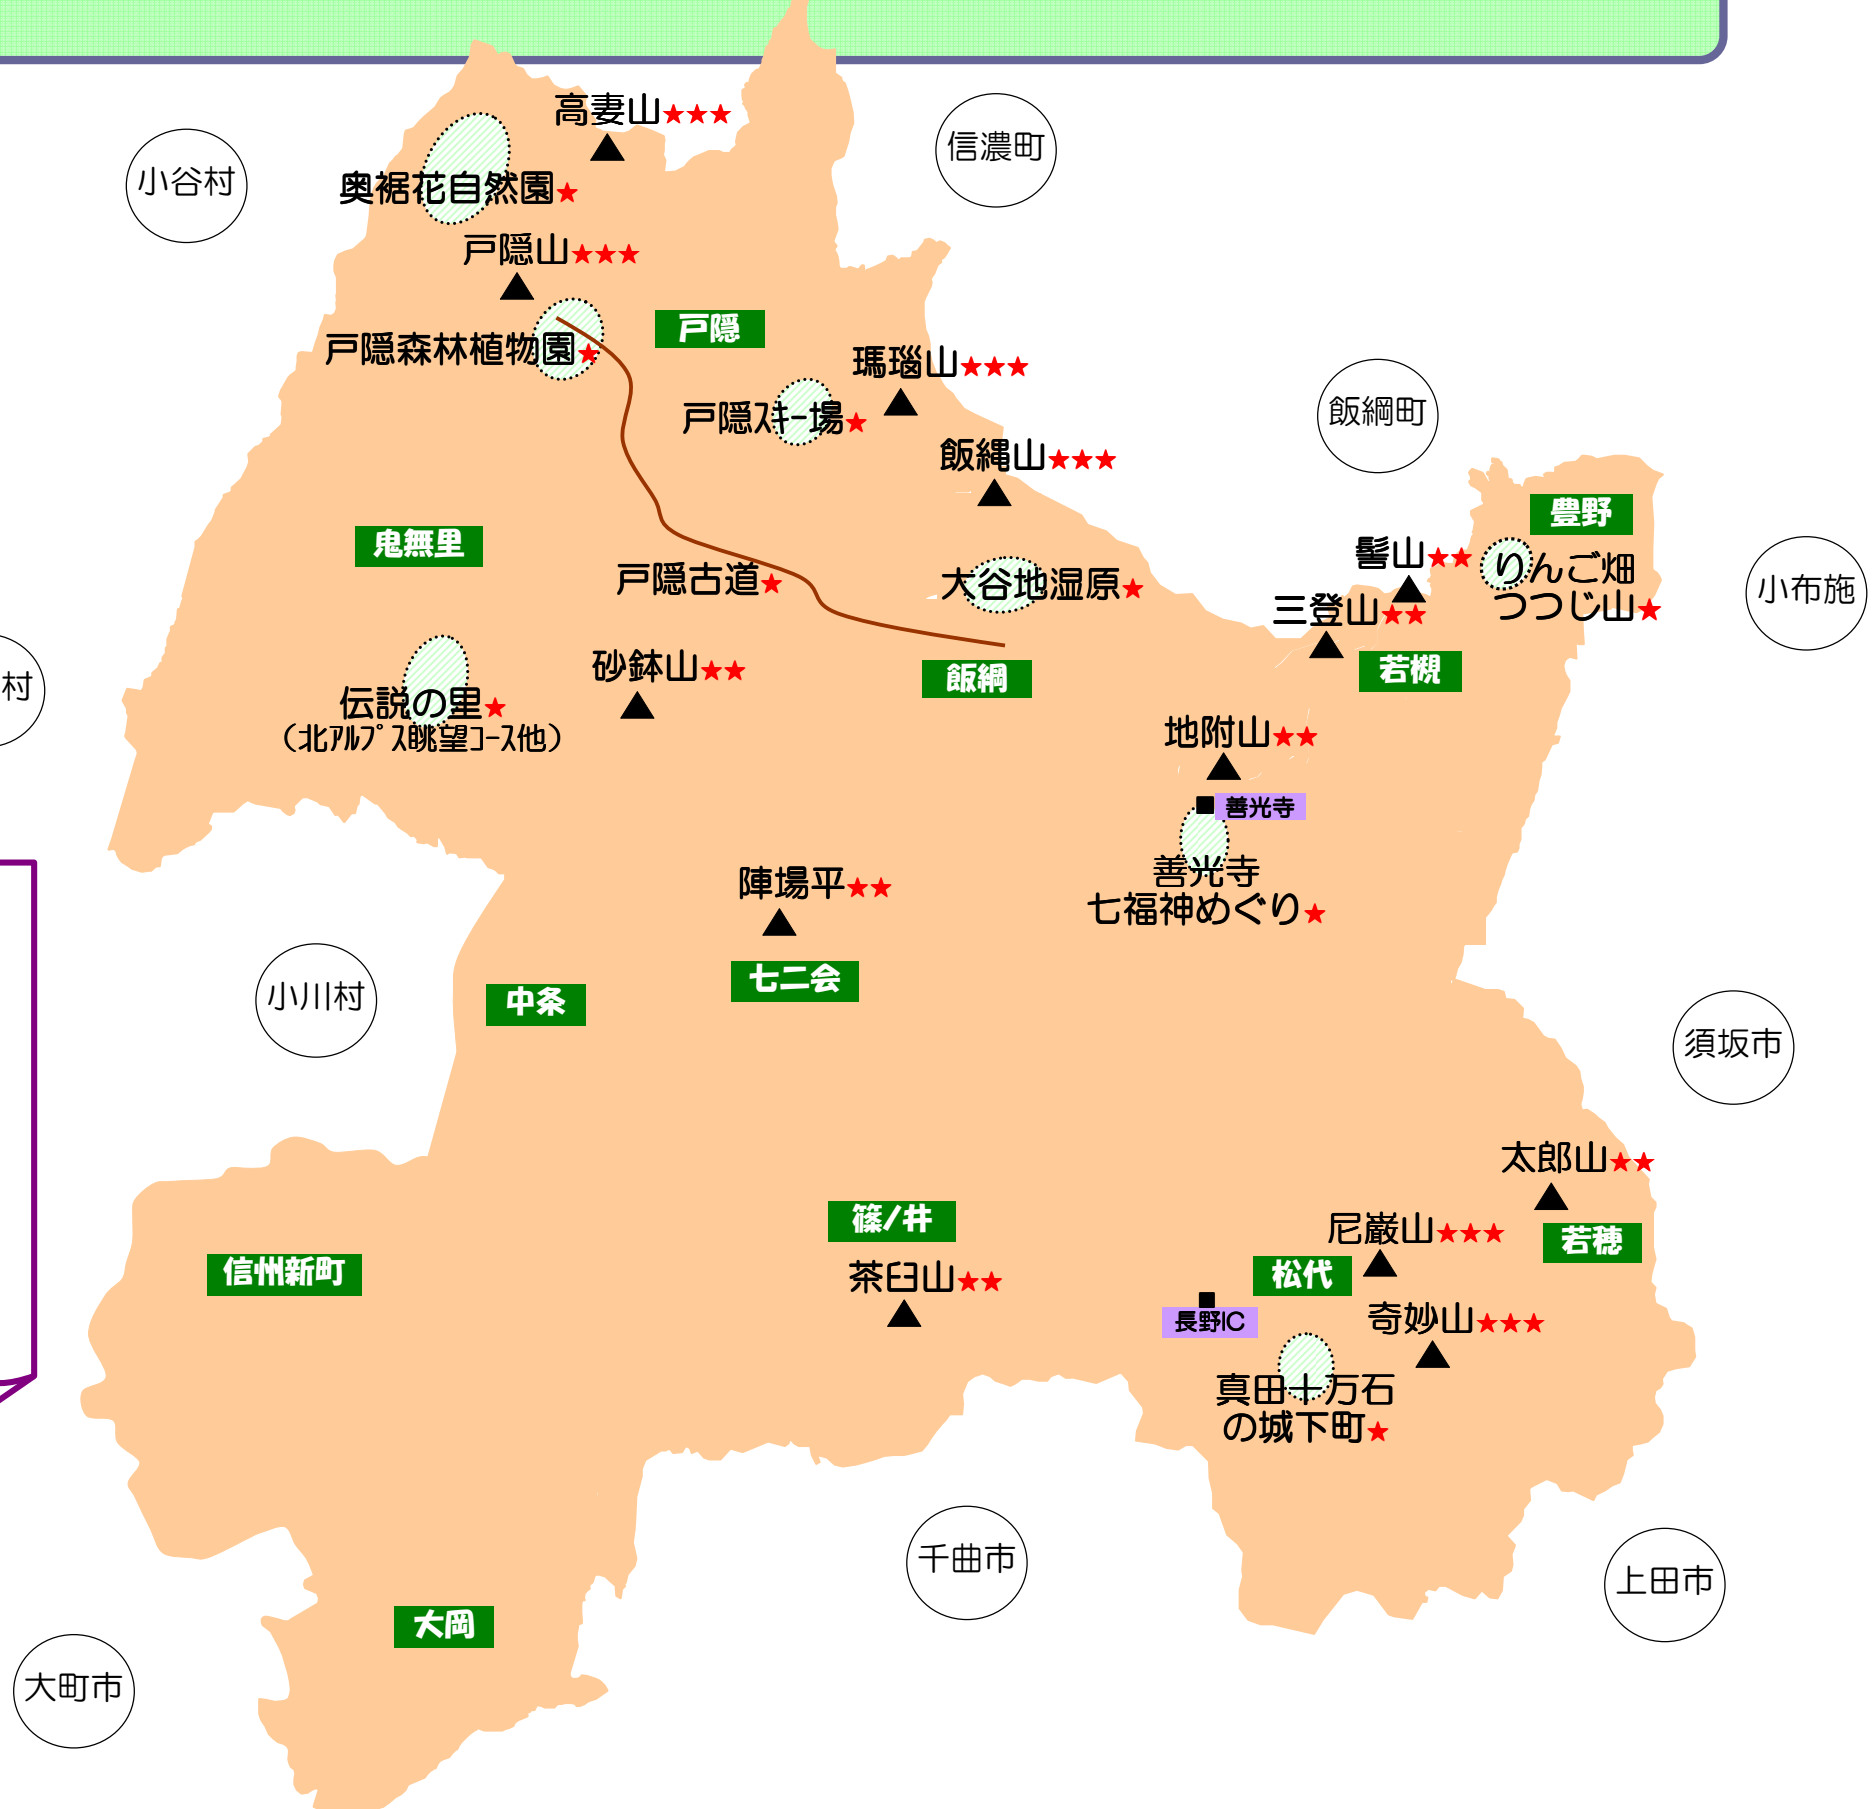 高妻山★★★
信濃町
小谷村
奥裾花自然園★
戸隠山★★★
戸隠
戸隠森林植物園★
瑪瑙山★★★
戸隠ｽｷｰ場★
飯綱町
飯縄山★★★
豊野
鬼無里
髻山★★
りんご畑
つつじ山★
戸隠古道★
大谷地湿原★
小布施
三登山★★
砂鉢山★★
飯綱
若槻
村
伝説の里★
（北ｱﾙﾌﾟｽ眺望ｺｰｽ他）
地附山★★
善光寺
善光寺
七福神めぐり★
陣場平★★
七二会
中条
小川村
須坂市
太郎山★★
篠ノ井
尼巌山★★★
若穂
信州新町
茶臼山★★
松代
長野IC
奇妙山★★★
真田十万石
の城下町★
千曲市
上田市
大岡
大町市